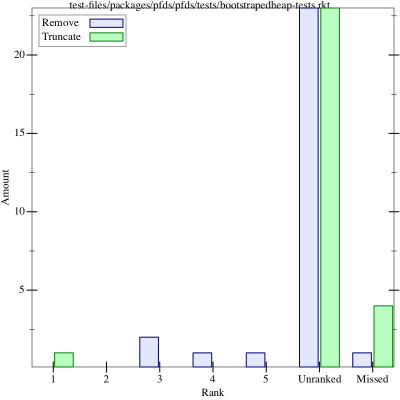 test-files/packages/pfds/pfds/tests/bootstrapedheap-tests.rkt
Remove
Truncate
20
15
10
5
Amount
1 2 3 4 5 Unranked Missed
Rank